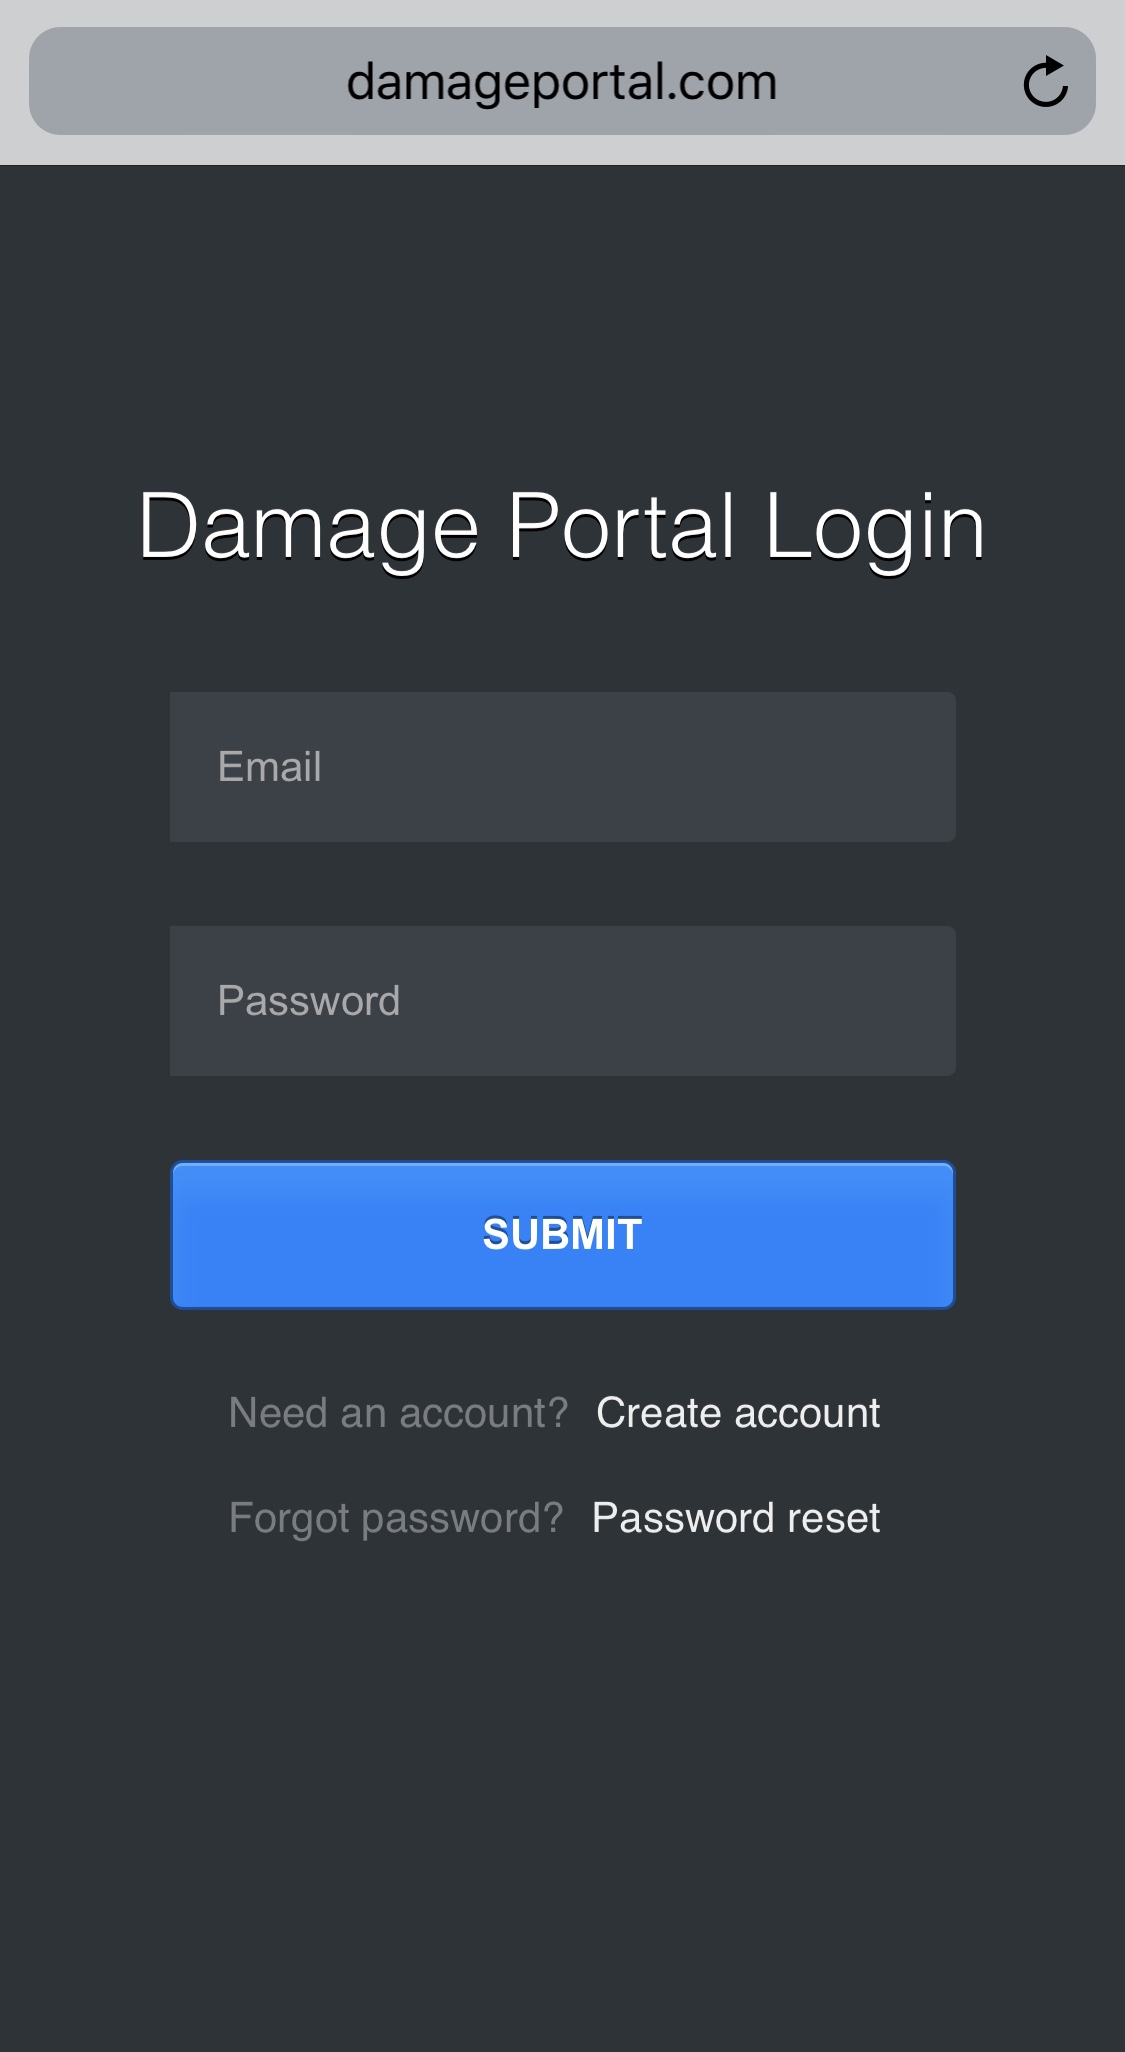 damageportal.com
Damage Portal Login
Email
Password
SUBMIT
Need an account? Create account
Forgot password? Password reset